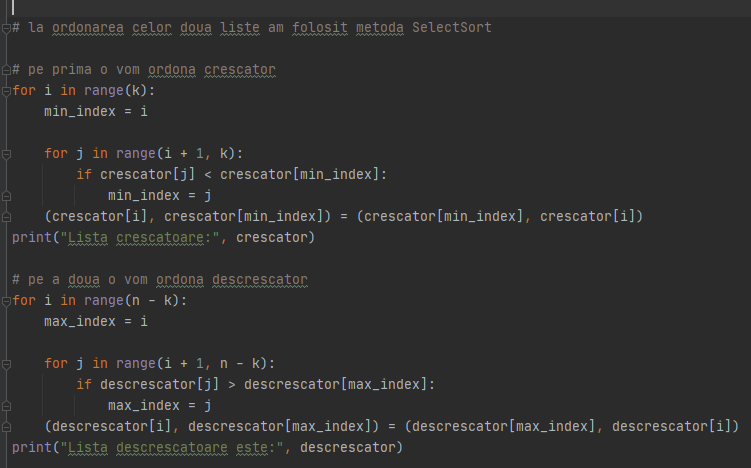 # la ordonarea celor doua liste am folosit metoda SelectSort
# pe prima o vom ordona crescator
for i in range(k):
    min_index = i
    for j in range(i + 1, k):
        if crescator[j] < crescator[min_index]:
            min_index = j
    (crescator[i], crescator[min_index]) = (crescator[min_index], crescator[i])
print("Lista crescatoare:", crescator)
# pe a doua o vom ordona descrescator
for i in range(n - k):
    max_index = i
    for j in range(i + 1, n - k):
        if descrescator[j] > descrescator[max_index]:
            max_index = j
    (descrescator[i], descrescator[max_index]) = (descrescator[max_index], descrescator[i])
print("Lista descrescatoare este:", descrescator)